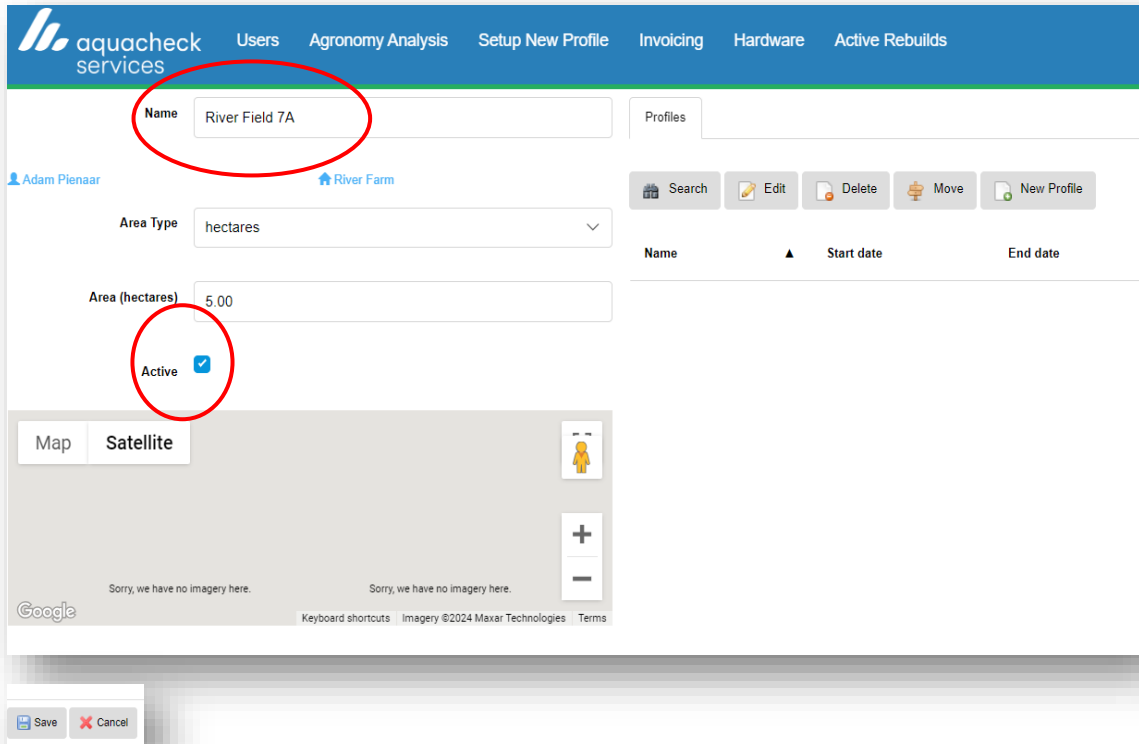 aquacheck
services
Users Agronomy Analysis Setup New Profile Invoicing Hardware Active Rebuilds
Name River Field 7A
Adam Pienaar River Farm
Area Type hectares
Area (hectares) 5.00
Active
Map Satellite
Sorry, we have no imagery here. Sorry, we have no imagery here.
Google
Keyboard shortcuts Imagery ©2024 Maxar Technologies Terms
Profiles
Search Edit Delete Move New Profile
Name ▲ Start date End date
Save Cancel